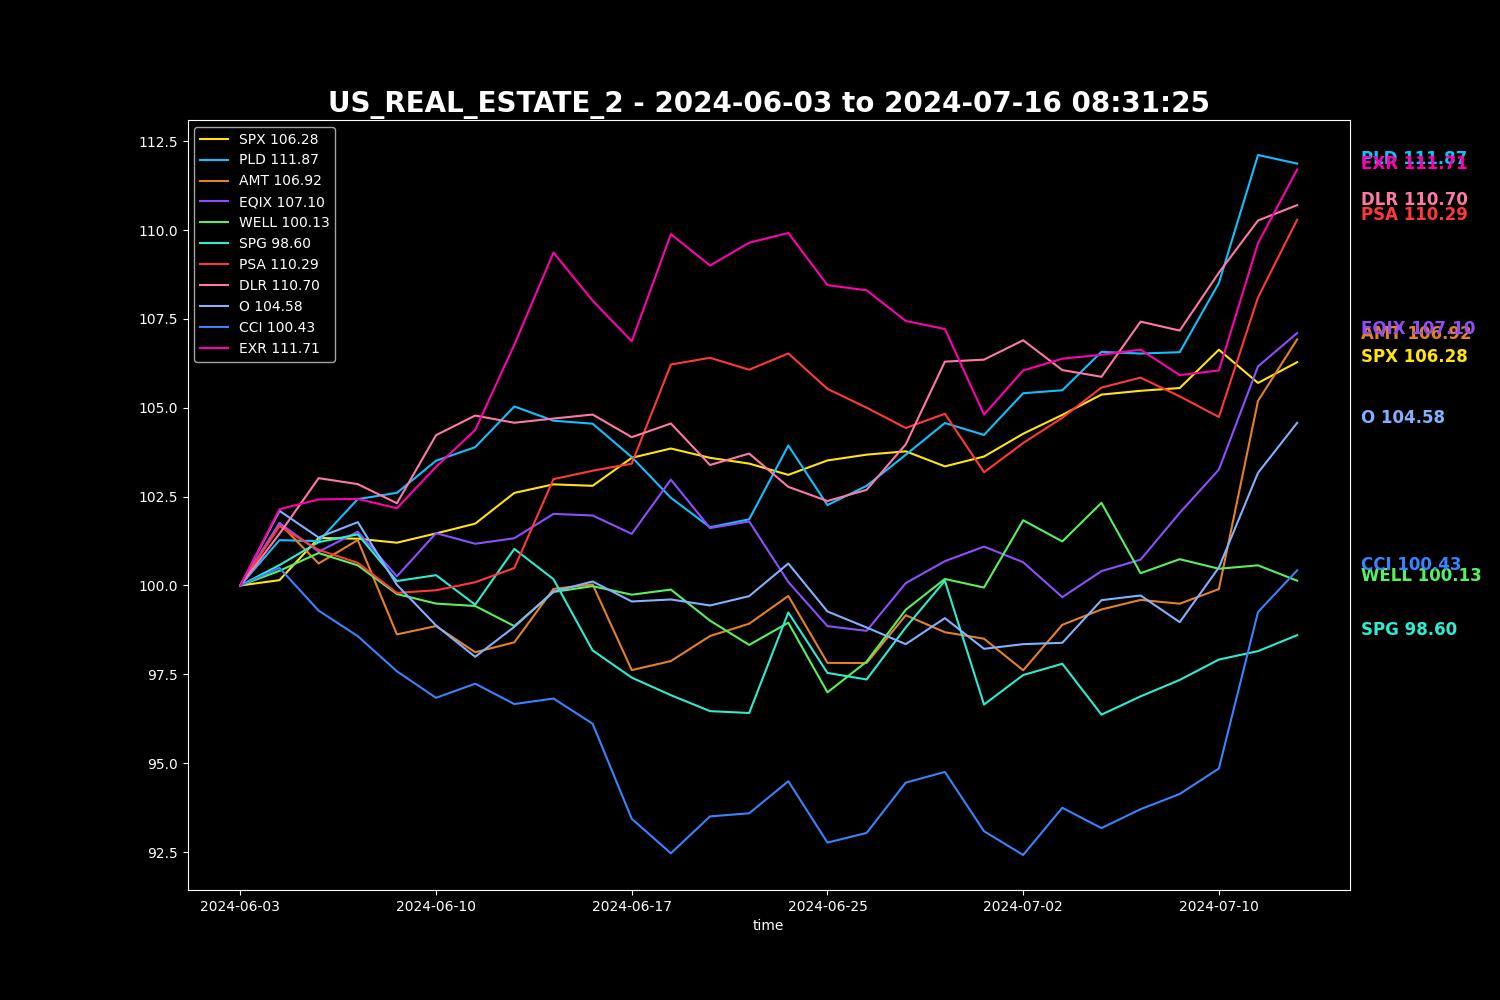 US_REAL_ESTATE_2 - 2024-06-03 to 2024-07-16 08:31:25
SPX 106.28
PLD 111.87
AMT 106.92
EQIX 107.10
WELL 100.13
SPG 98.60
PSA 110.29
DLR 110.70
O 104.58
CCI 100.43
EXR 111.71
112.5
110.0
107.5
105.0
102.5
100.0
97.5
95.0
92.5
PLD 111.87
EXR 111.71
DLR 110.70
PSA 110.29
EQIX 107.10
AMT 106.92
SPX 106.28
O 104.58
CCI 100.43
WELL 100.13
SPG 98.60
2024-06-03
2024-06-10
2024-06-17
2024-06-25
2024-07-02
2024-07-10
time